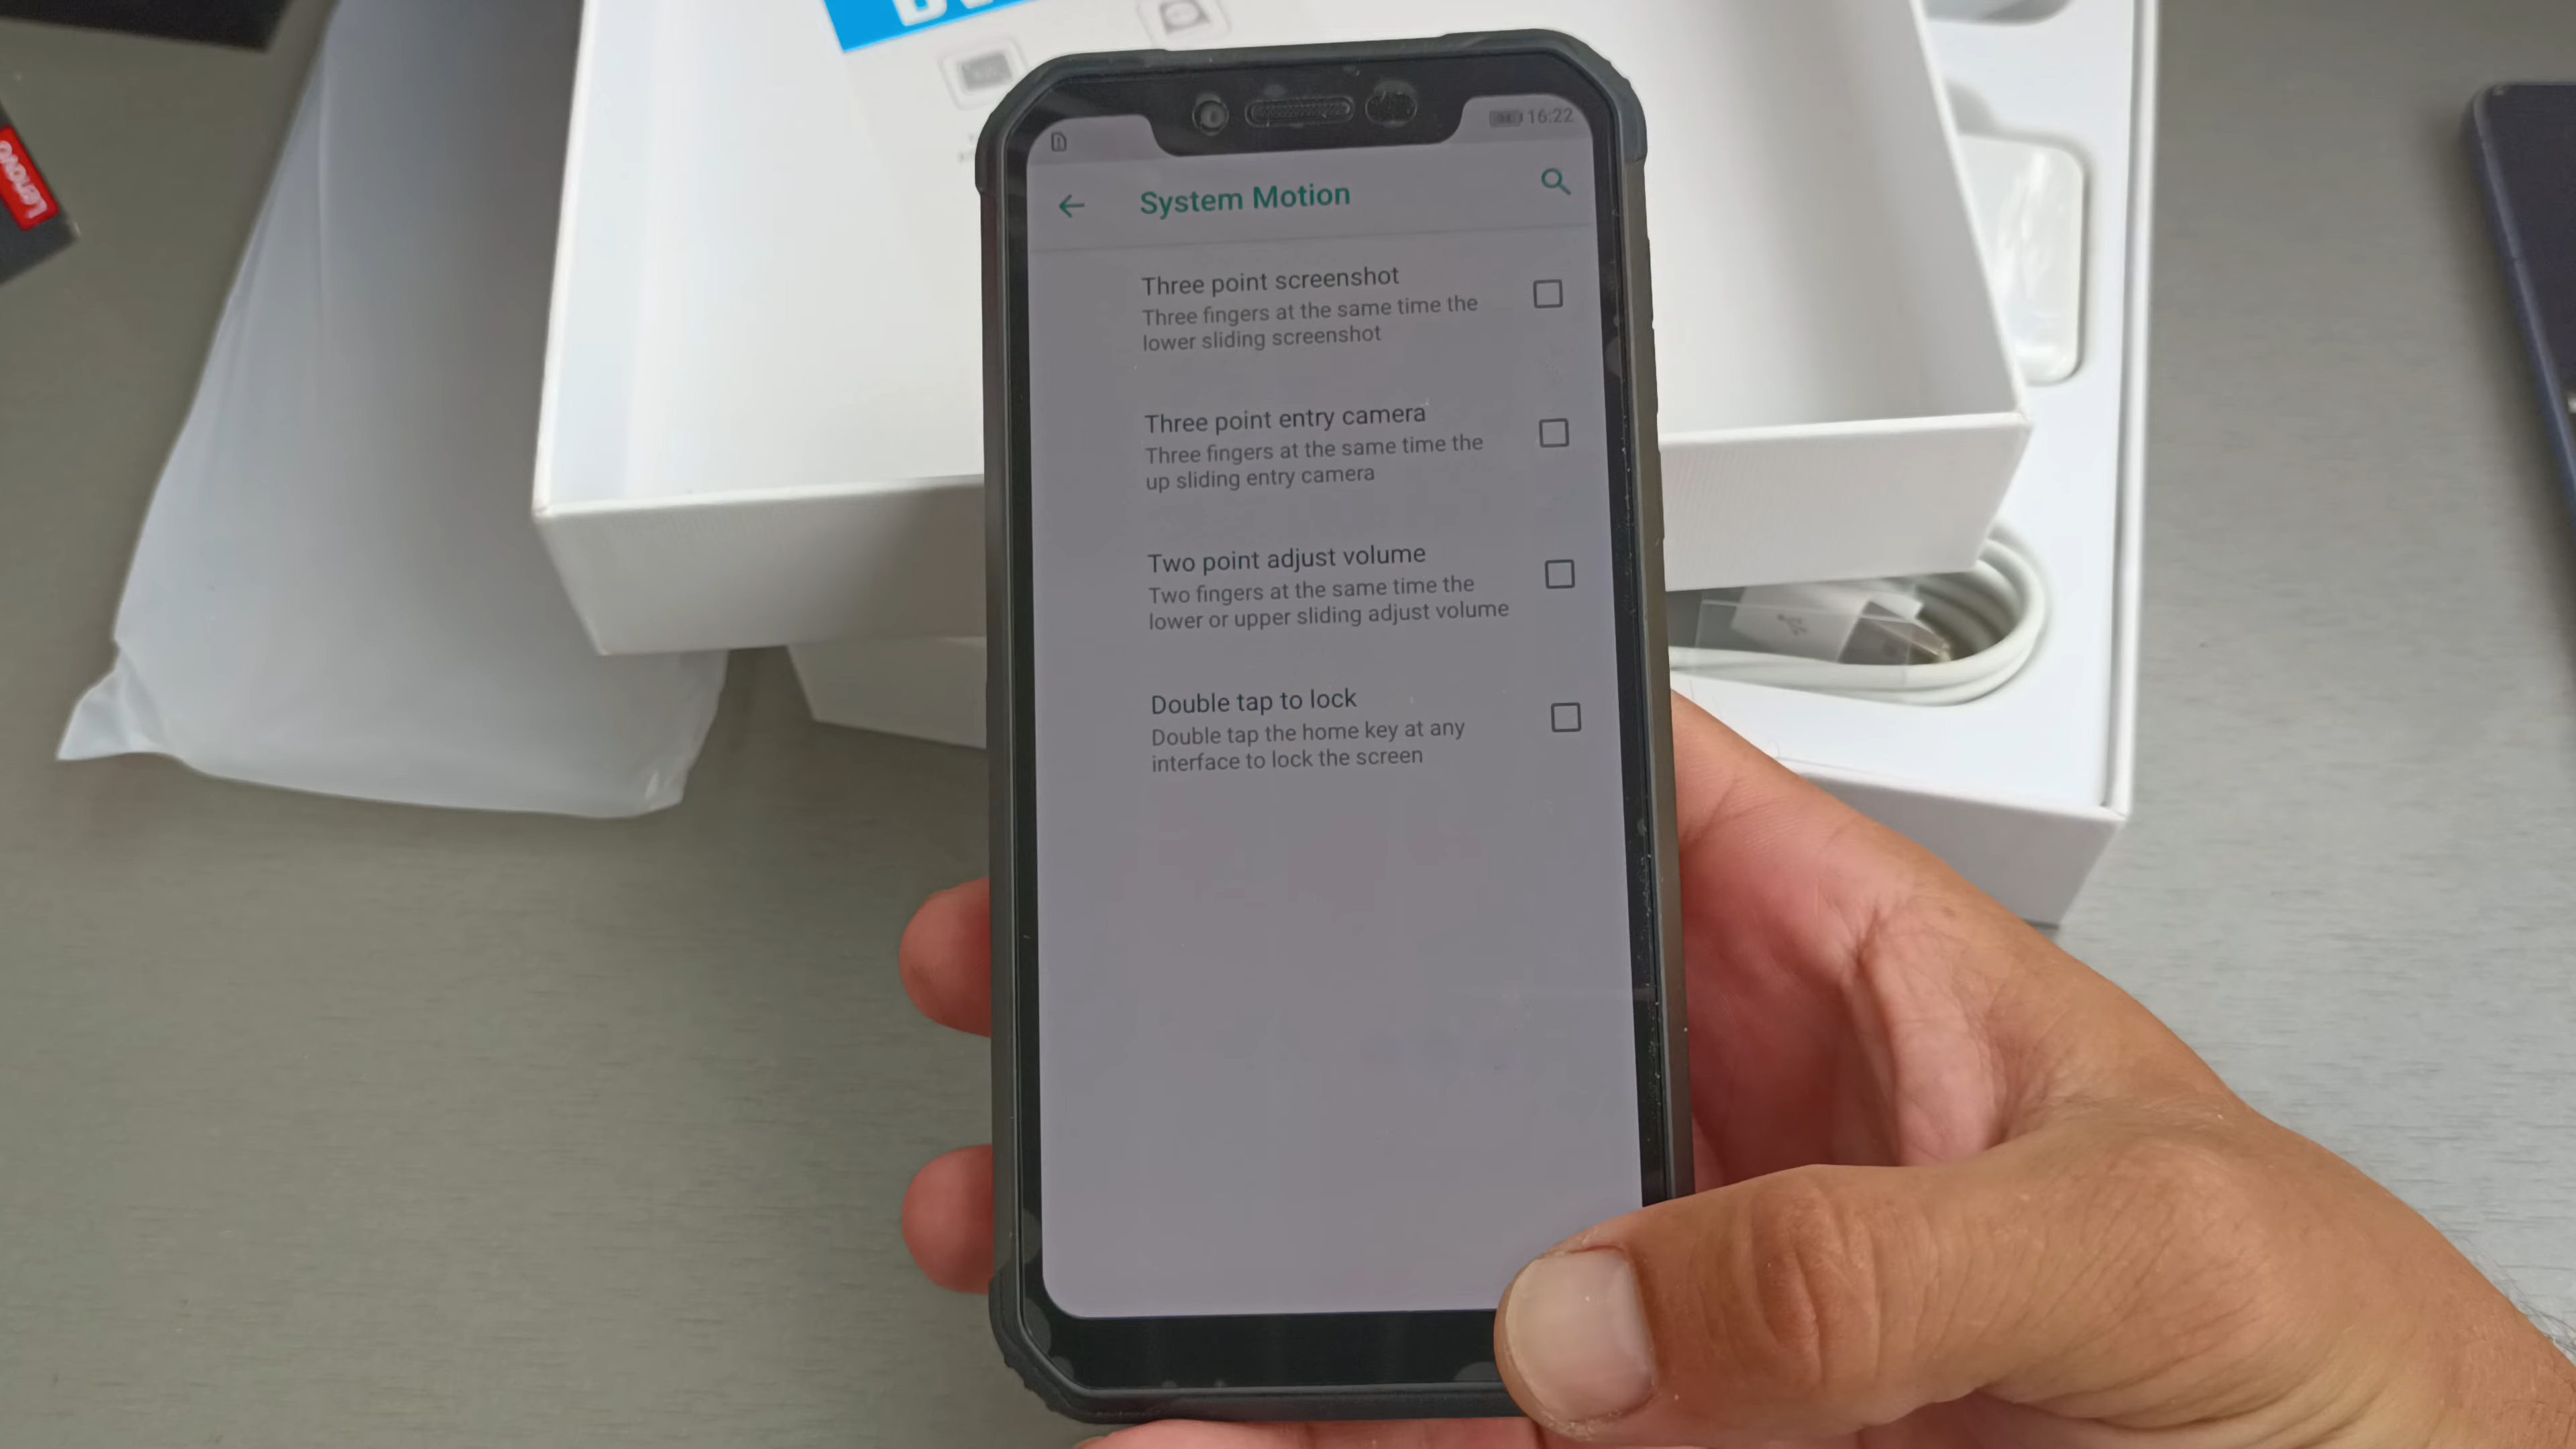 16:22
System Motion
Three point screenshot
Three fingers at the same time the
lower sliding screenshot
Three point entry camera
Three fingers at the same time the
up sliding entry camera
Two point adjust volume
Two fingers at the same time the
lower or upper sliding adjust volume
Double tap to lock
Double tap the home key at any
interface to lock the screen
Lenovo